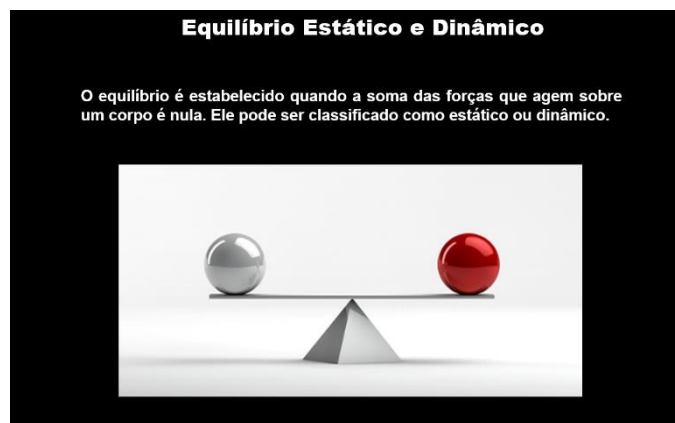 Equilíbrio Estático e Dinâmico
O equilíbrio é estabelecido quando a soma das forças que agem sobre
um corpo é nula. Ele pode ser classificado como estático ou dinâmico.